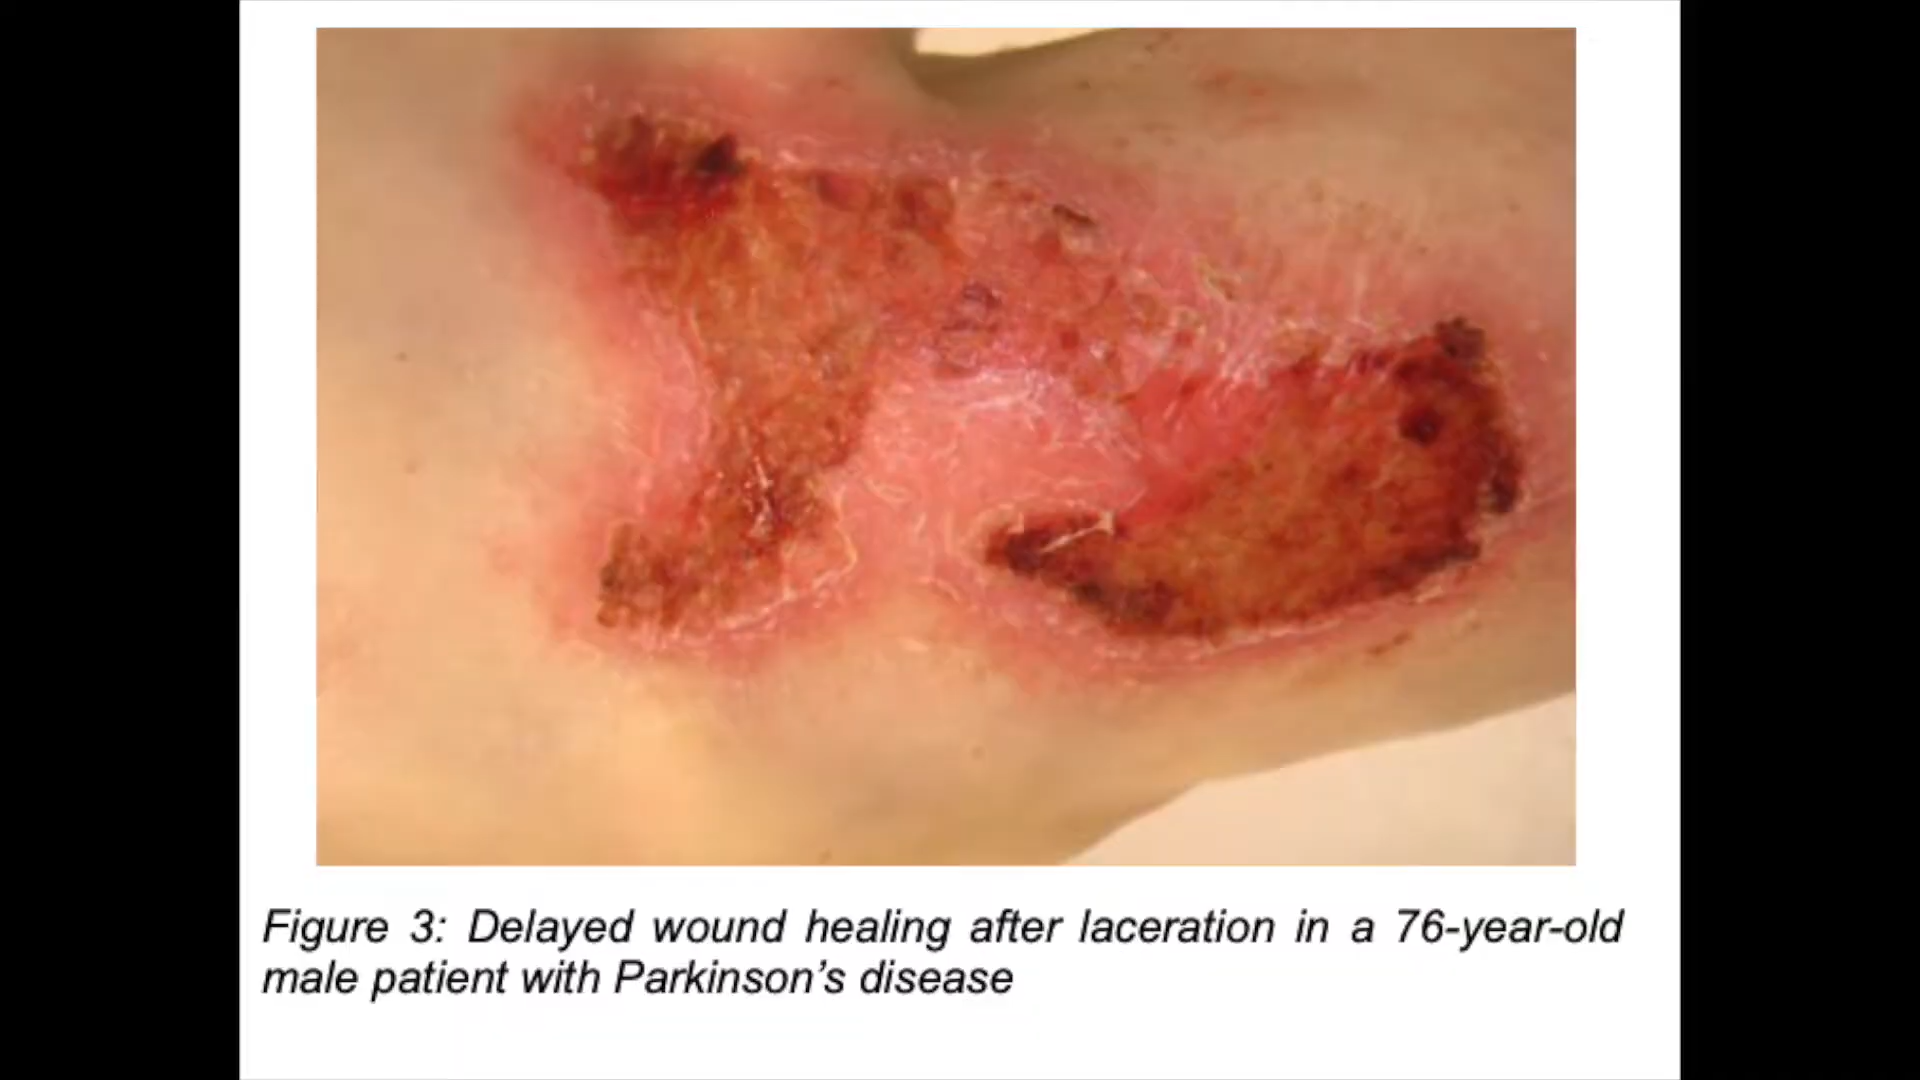 Figure 3: Delayed wound healing after laceration in a 76-year-old
male patient with Parkinson’s disease